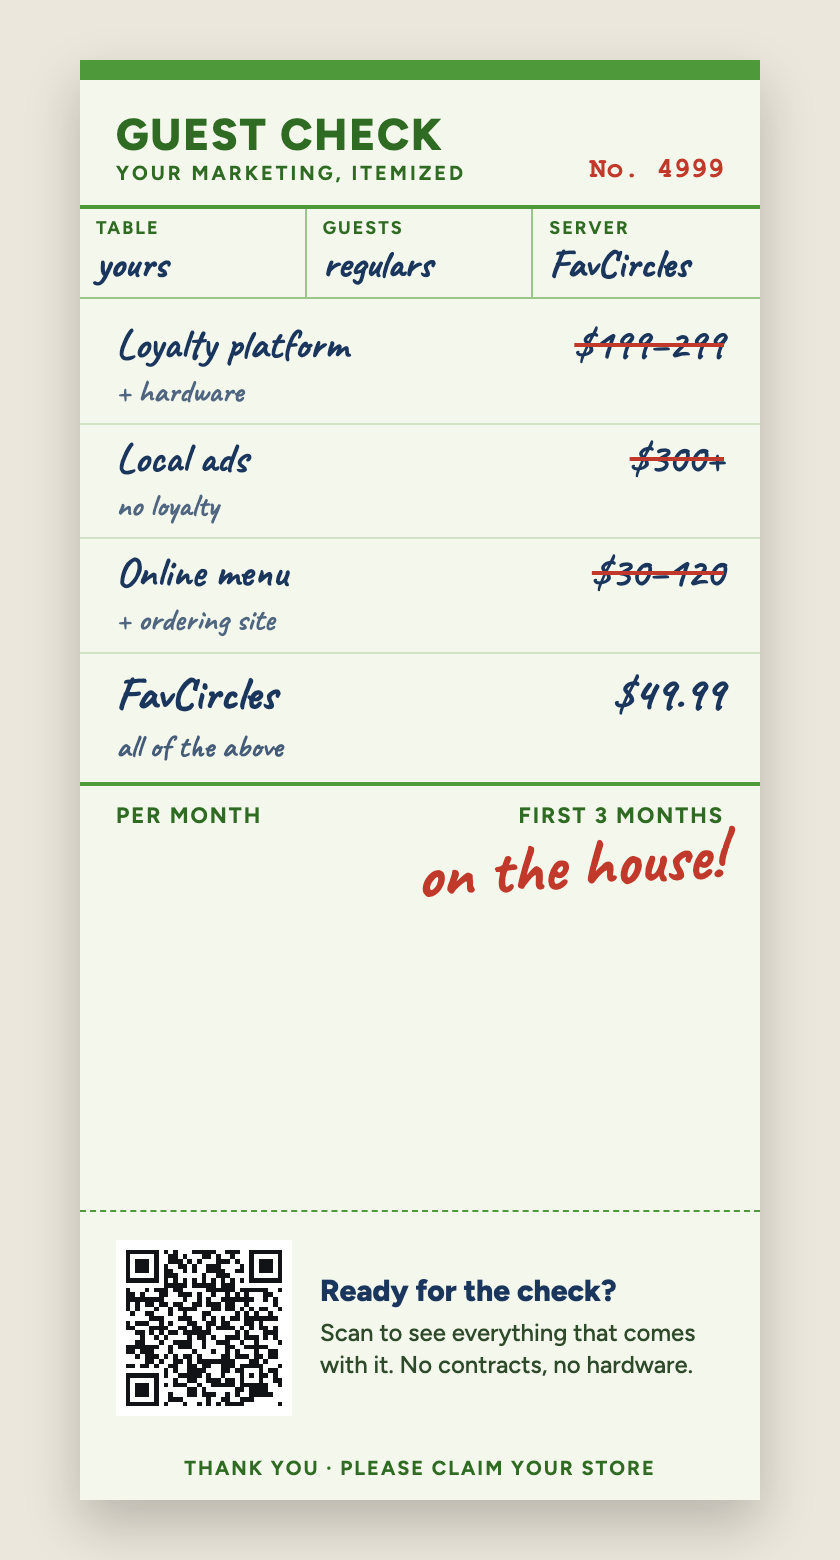 GUEST CHECK
YOUR MARKETING, ITEMIZED
No. 4999
TABLE
yours
GUESTS
regulars
SERVER
FavCircles
Loyalty platform
$199–299
+ hardware
Local ads
$300+
no loyalty
Online menu
$30–120
+ ordering site
FavCircles
$49.99
all of the above
PER MONTH
FIRST 3 MONTHS
on the house!
Ready for the check?
Scan to see everything that comes
with it. No contracts, no hardware.
THANK YOU · PLEASE CLAIM YOUR STORE